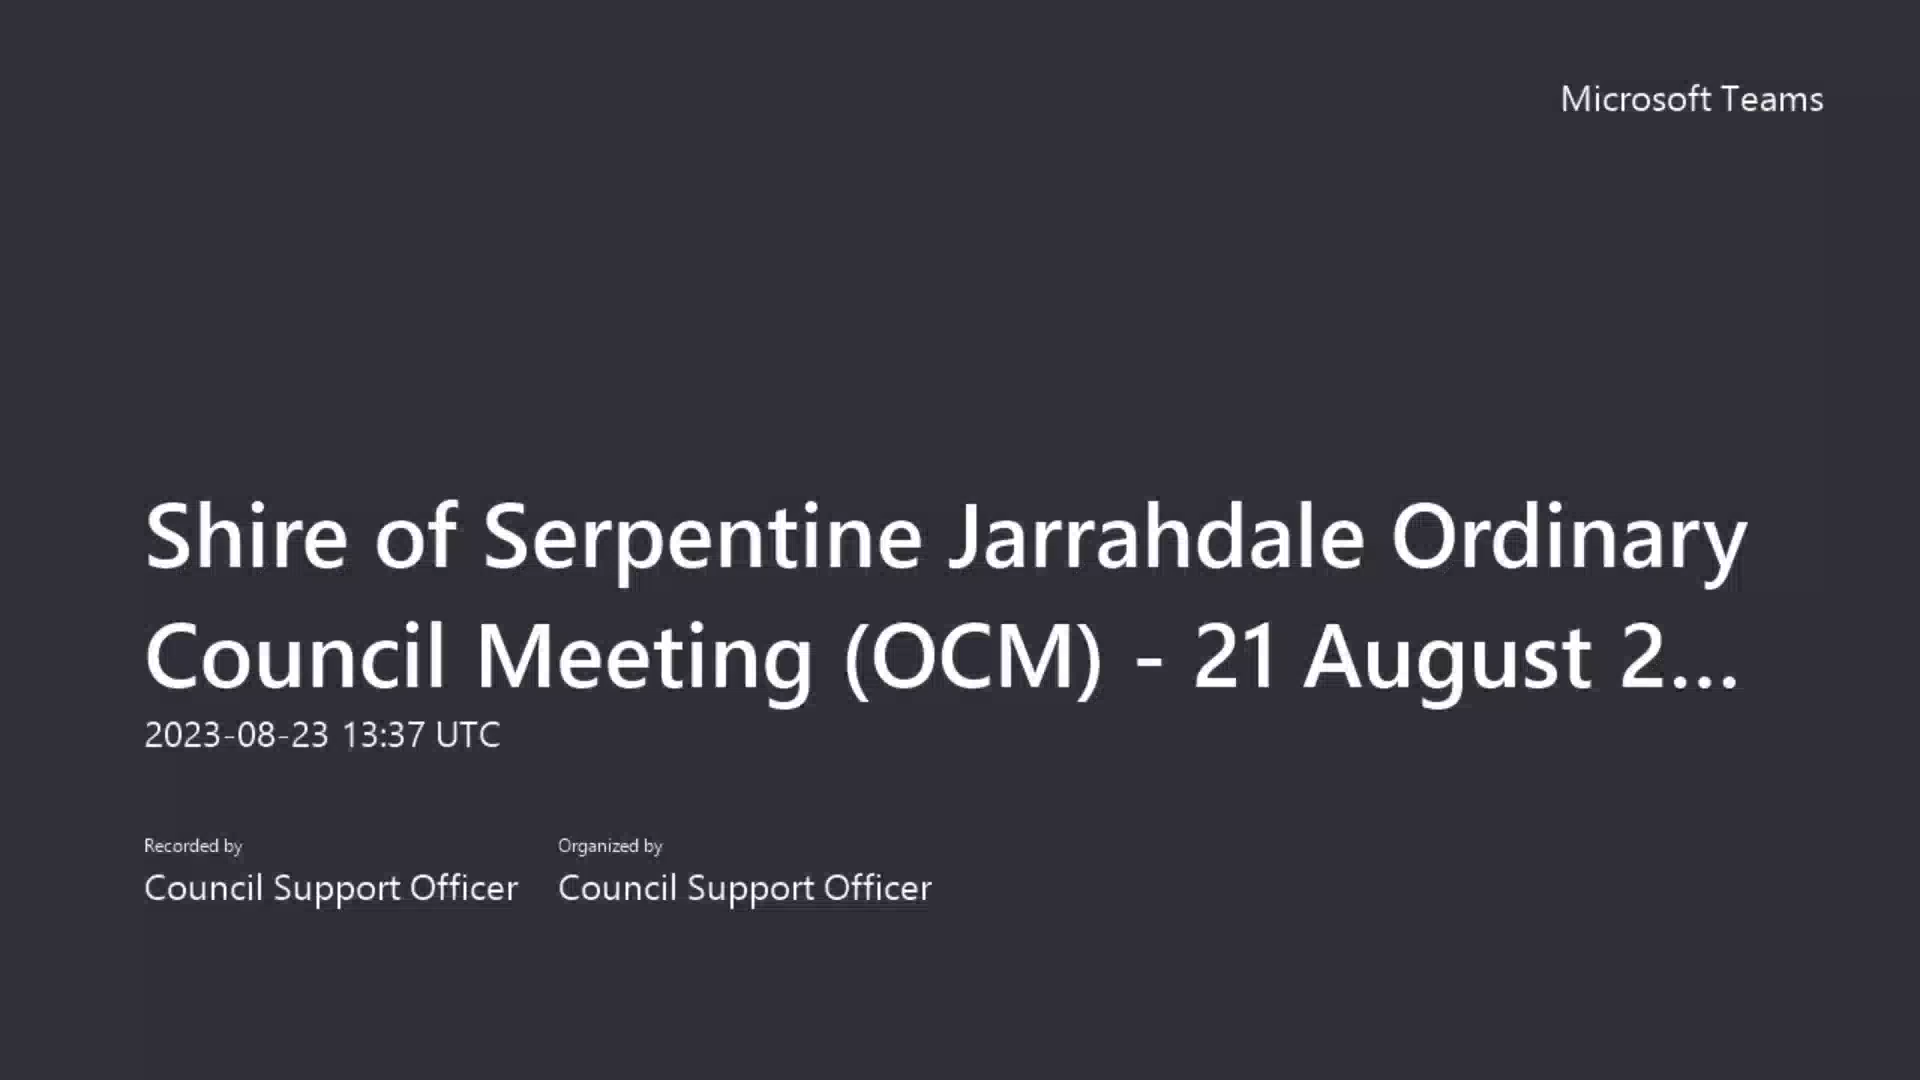 Microsoft Teams
Shire of Serpentine Jarrahdale Ordinary
Council Meeting (OCM) - 21 August 2...
2023-08-23 13:37 UTC
Recorded by
Organized by
Council Support Officer
Council Support Officer